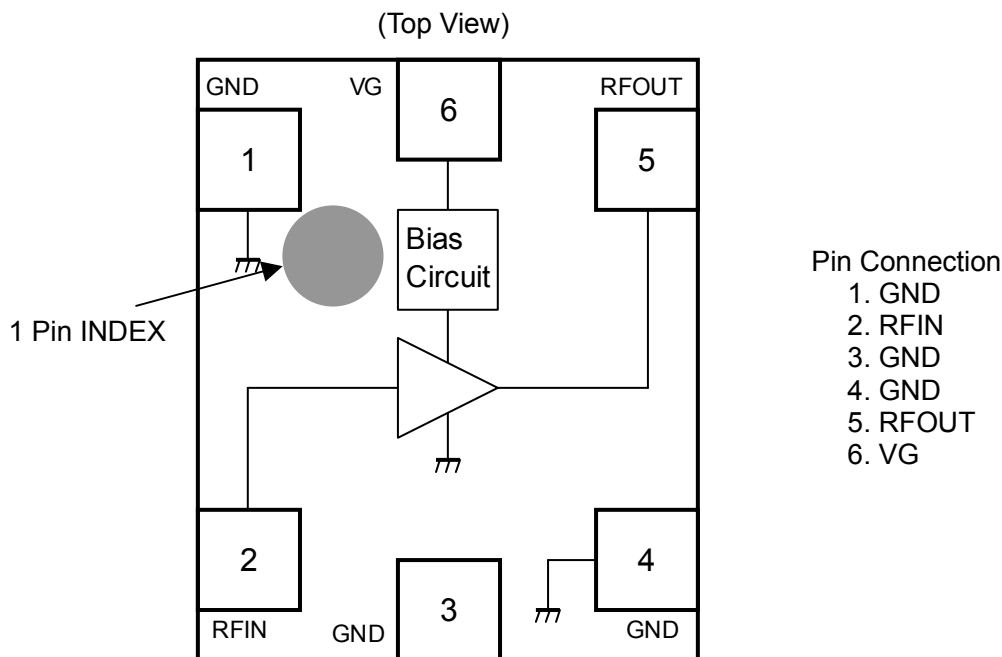 (Top View)
GND
VG
RFOUT
6
1
5
Bias
Circuit
1 Pin INDEX
2
3
4
RFIN
GND
GND
Pin Connection
1. GND
2. RFIN
3. GND
4. GND
5. RFOUT
6. VG